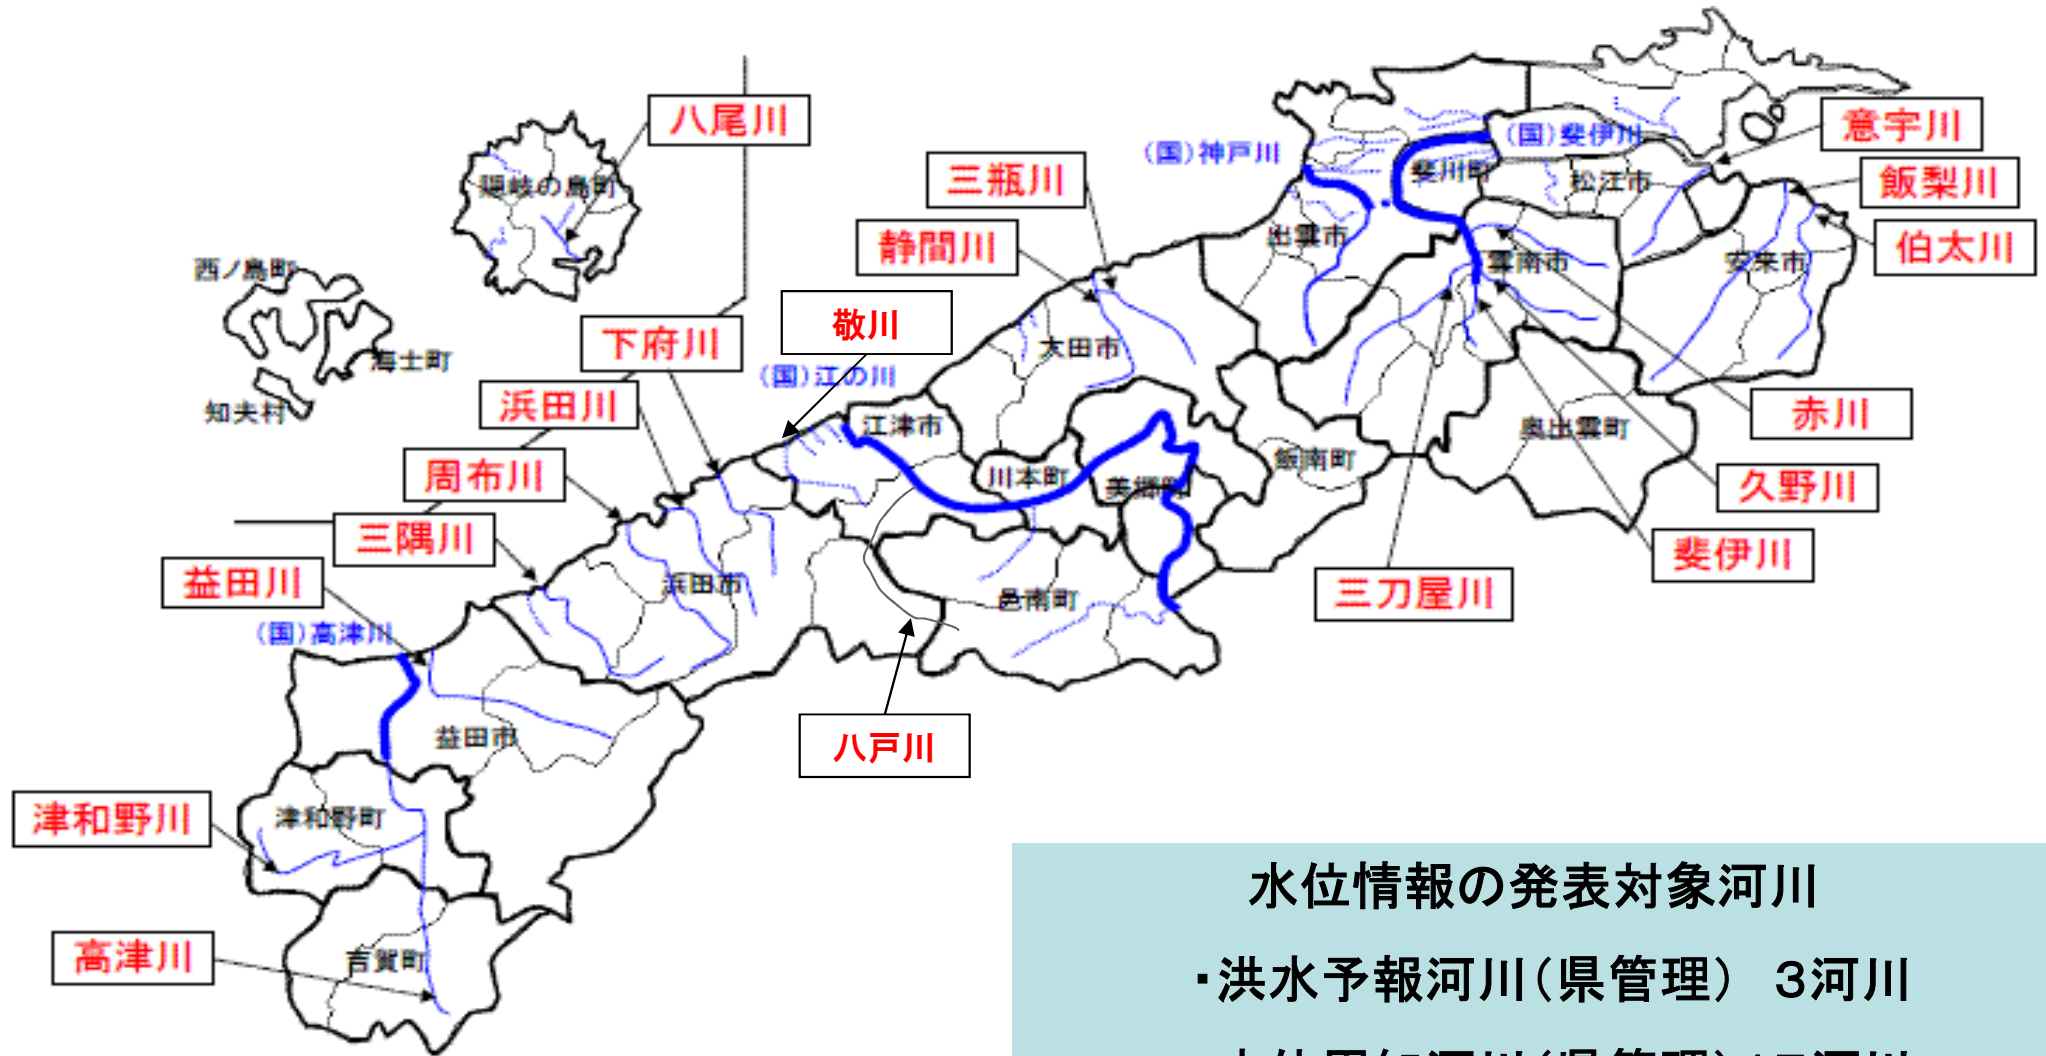 八尾川
意宇川
(国)斐伊川
(国)神戸川
三瓶川
斐川町
松江市
飯梨川
隠岐の島町
静間川
出雲市
伯太川
西ノ島町
雲南市
安来市
敬川
下府川
大田市
海士町
(国)江の川
浜田川
知夫村
赤川
江津市
奥出雲町
周布川
川本町
飯南町
美郷町
久野川
三隅川
斐伊川
益田川
浜田市
三刀屋川
邑南町
(国)高津川
益田市
八戸川
津和野川
津和野町
高津川
吉賀町
水位情報の発表対象河川
・洪水予報河川(県管理) 3河川